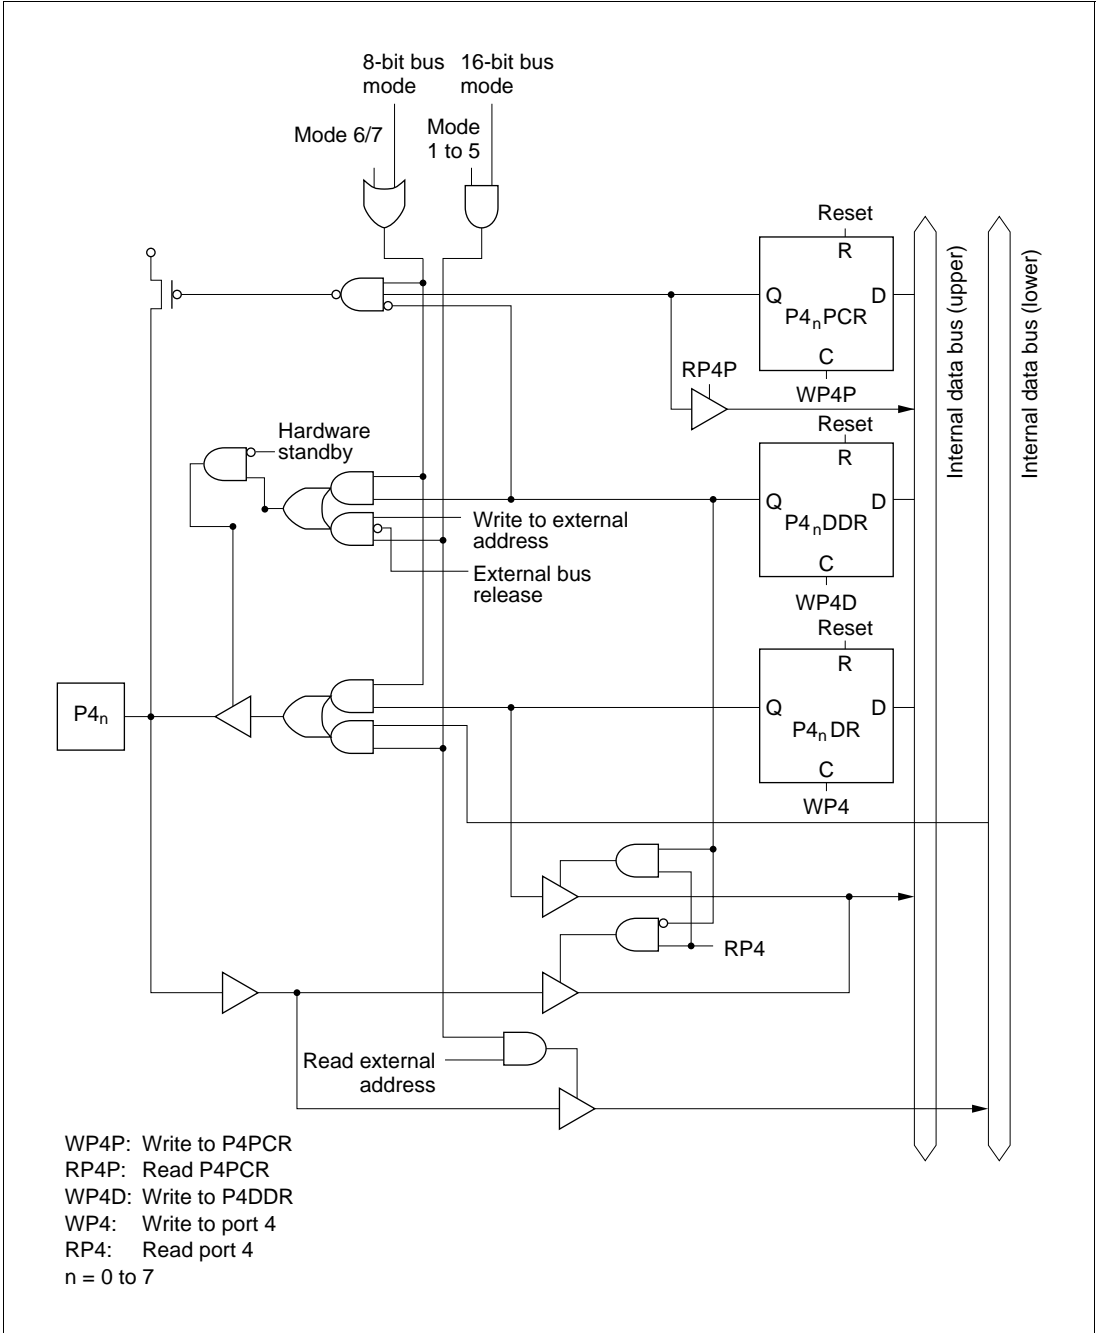 8-bit bus mode
16-bit bus mode
Mode 6/7
Mode 1 to 5
Reset
R
Q
D
P4nPCR
C
WP4P
RP4P
Internal data bus (upper)
Internal data bus (lower)
Hardware standby
Reset
R
Q
D
P4nDDR
C
WP4D
Write to external address
External bus release
Reset
R
Q
D
P4nDR
C
WP4
P4n
RP4
Read external address
WP4P: Write to P4PCR
RP4P: Read P4PCR
WP4D: Write to P4DDR
WP4: Write to port 4
RP4: Read port 4
n = 0 to 7